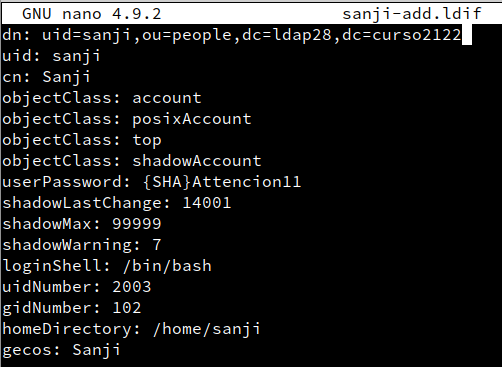 GNU nano 4.9.2 sanji-add.ldif
dn: uid=sanji,ou=people,dc=ldap28,dc=curso2122
uid: sanji
cn: Sanji
objectClass: account
objectClass: posixAccount
objectClass: top
objectClass: shadowAccount
userPassword: {SHA}Attencion11
shadowLastChange: 14001
shadowMax: 99999
shadowWarning: 7
loginShell: /bin/bash
uidNumber: 2003
gidNumber: 102
homeDirectory: /home/sanji
gecos: Sanji